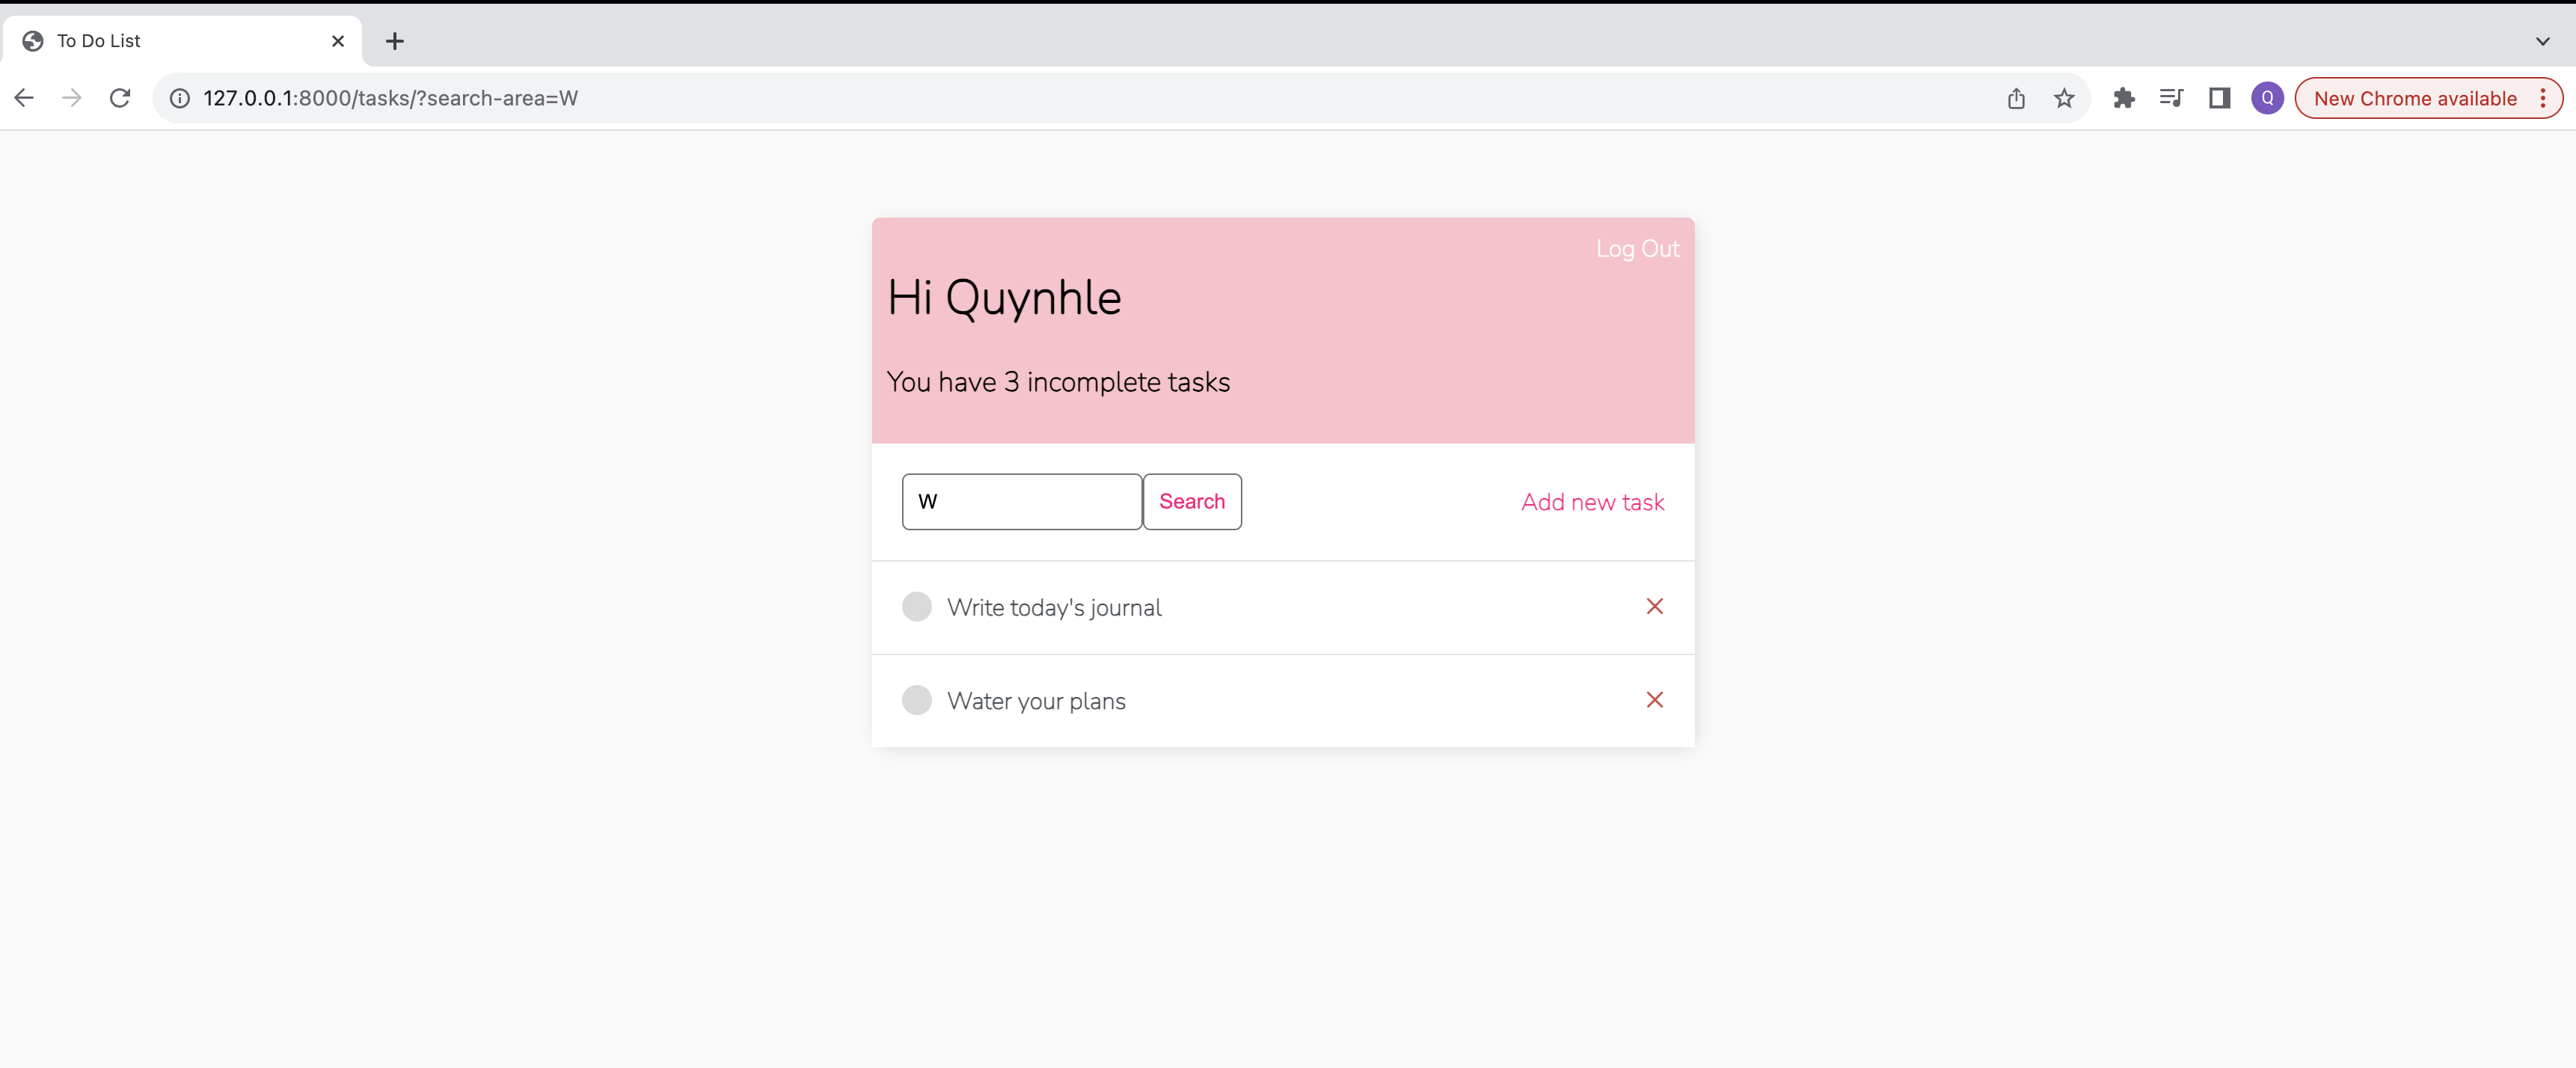 To Do List
127.0.0.1:8000/tasks/?search-area=W
Q
New Chrome available
Log Out
Hi Quynhle
You have 3 incomplete tasks
W
Search
Add new task
Write today's journal
Water your plans